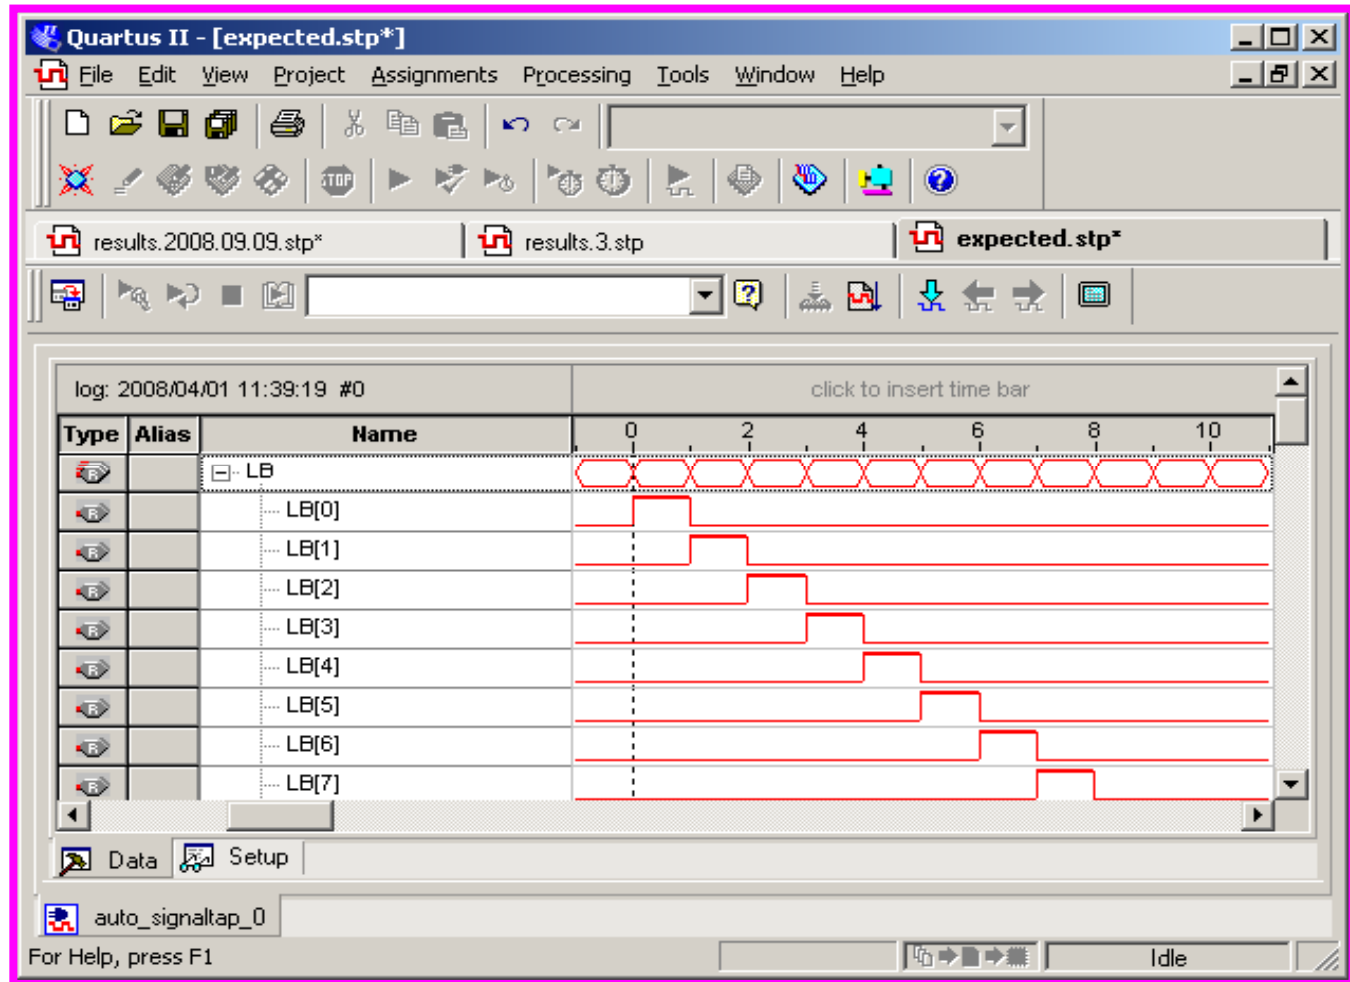 Quartus II - [expected.stp*]
File Edit View Project Assignments Processing Tools Window Help
STOP
results.2008.09.09.stp* results.3.stp expected.stp*
log: 2008/04/01 11:39:19 #0 click to insert time bar
Type Alias Name 0 2 4 6 8 10
LB
LB[0]
LB[1]
LB[2]
LB[3]
LB[4]
LB[5]
LB[6]
LB[7]
Data Setup
auto_signaltap_0
For Help, press F1 Idle